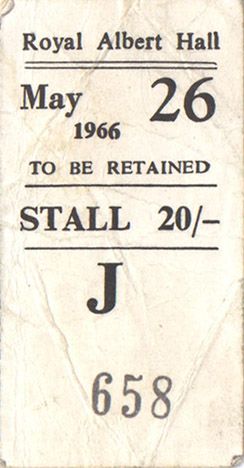 Royal Albert Hall
May 26
1966
TO BE RETAINED
STALL 20/–
J
658